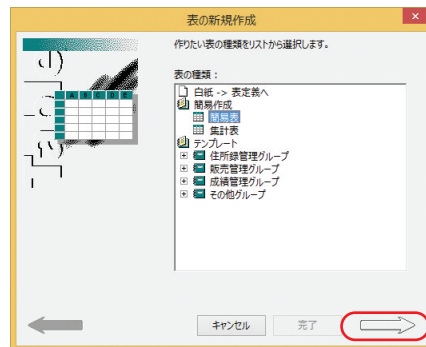 表の新規作成
作りたい表の種類をリストから選択します。
表の種類：
白紙 -> 表定義へ
簡易作成
簡易表
集計表
テンプレート
住所録管理グループ
販売管理グループ
成績管理グループ
その他グループ
A B C D E
キャンセル
完了